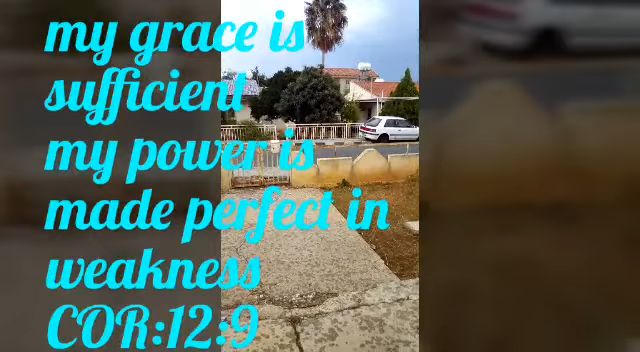 my grace is
sufficient
my power is
made perfect in
weakness
COR:12:9